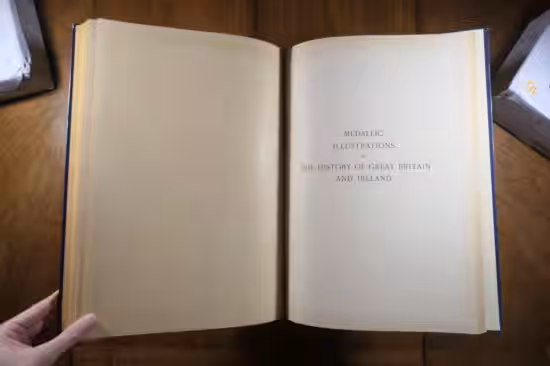 MEDALLIC
ILLUSTRATIONS
OF
THE HISTORY OF GREAT BRITAIN
AND IRELAND